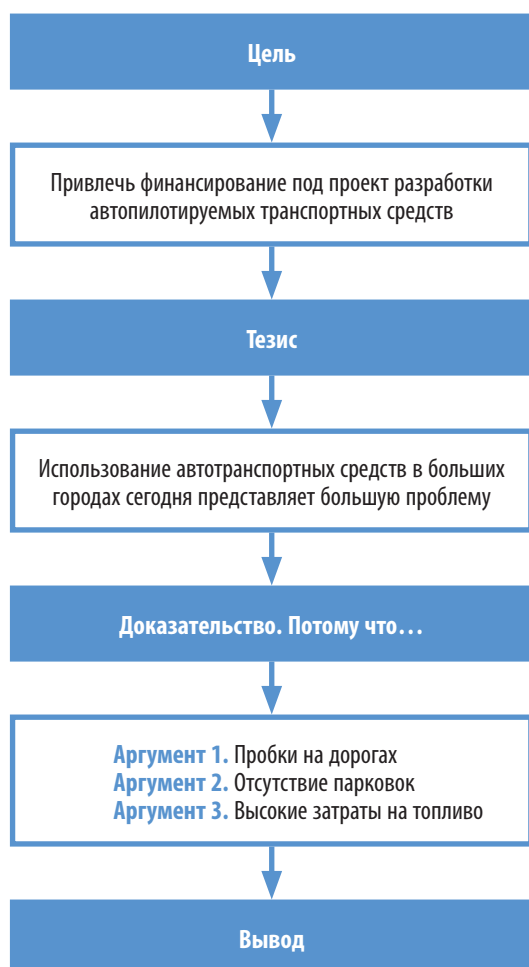 Цель
Привлечь финансирование под проект разработки
автопилотируемых транспортных средств
Тезис
Использование автотранспортных средств в больших
городах сегодня представляет большую проблему
Доказательство. Потому что…
Аргумент 1. Пробки на дорогах
Аргумент 2. Отсутствие парковок
Аргумент 3. Высокие затраты на топливо
Вывод